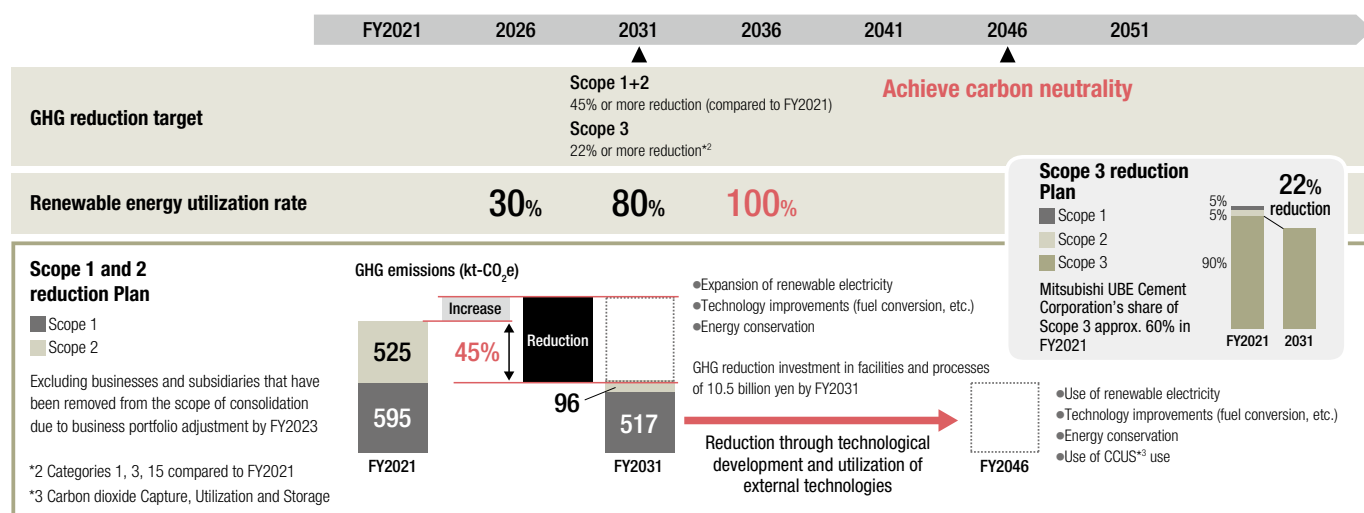 FY2021 2026 2031 2036 2041 2046 2051
GHG reduction target
Scope 1+2
45% or more reduction (compared to FY2021)
Scope 3
22% or more reduction*2
Achieve carbon neutrality
Renewable energy utilization rate
30% 80% 100%
Scope 3 reduction
Plan
Scope 1
Scope 2
Scope 3
Mitsubishi UBE Cement
Corporation's share of
Scope 3 approx. 60% in
FY2021
22%
reduction
5%
5%
90%
FY2021 2031
Scope 1 and 2
reduction Plan
Scope 1
Scope 2
Excluding businesses and subsidiaries that have
been removed from the scope of consolidation
due to business portfolio adjustment by FY2023
*2 Categories 1, 3, 15 compared to FY2021
*3 Carbon dioxide Capture, Utilization and Storage
GHG emissions (kt-CO2e)
Increase
525
45%
Reduction
595
96
517
FY2021
FY2031
●Expansion of renewable electricity
●Technology improvements (fuel conversion, etc.)
●Energy conservation
GHG reduction investment in facilities and processes
of 10.5 billion yen by FY2031
Reduction through technological
development and utilization of
external technologies
FY2046
●Use of renewable electricity
●Technology improvements (fuel conversion, etc.)
●Energy conservation
●Use of CCUS*3 use